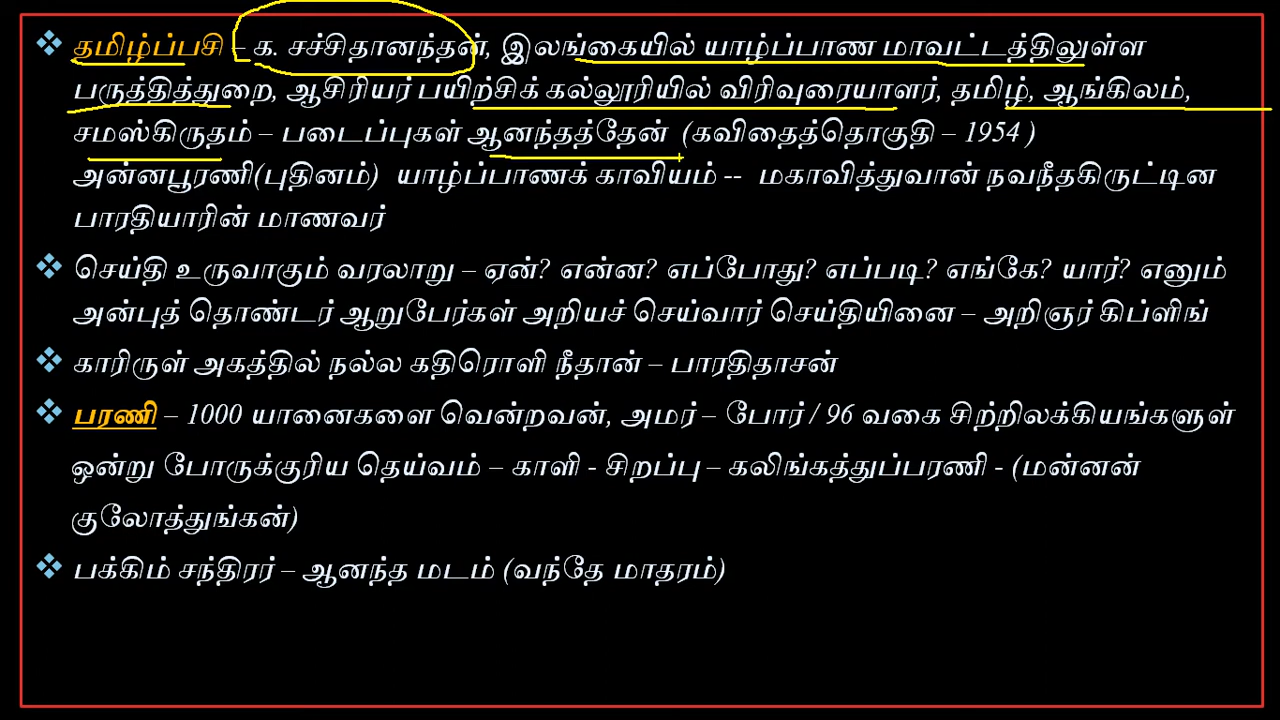 ❖ தமிழ்ப்பசி – க. சச்சிதானந்தன், இலங்கையில் யாழ்ப்பாண மாவட்டத்திலுள்ள
பருத்தித்துறை, ஆசிரியர் பயிற்சிக் கல்லூரியில் விரிவுரையாளர், தமிழ், ஆங்கிலம்,
சமஸ்கிருதம் – படைப்புகள் ஆனந்தத்தேன் (கவிதைத்தொகுதி – 1954 )
அன்னபூரணி(புதினம்) யாழ்ப்பாணக் காவியம் -- மகாவித்துவான் நவநீதகிருட்டின
பாரதியாரின் மாணவர்
❖ செய்தி உருவாகும் வரலாறு – ஏன்? என்ன? எப்போது? எப்படி? எங்கே? யார்? எனும்
அன்புத் தொண்டர் ஆறுபேர்கள் அறியச் செய்வார் செய்தியினை – அறிஞர் கிப்ளிங்
❖ காரிருள் அகத்தில் நல்ல கதிரொளி நீதான் – பாரதிதாசன்
❖ பரணி – 1000 யானைகளை வென்றவன், அமர் – போர் / 96 வகை சிற்றிலக்கியங்களுள்
ஒன்று போருக்குரிய தெய்வம் – காளி - சிறப்பு – கலிங்கத்துப்பரணி - (மன்னன்
குலோத்துங்கன்)
❖ பக்கிம் சந்திரர் – ஆனந்த மடம் (வந்தே மாதரம்)